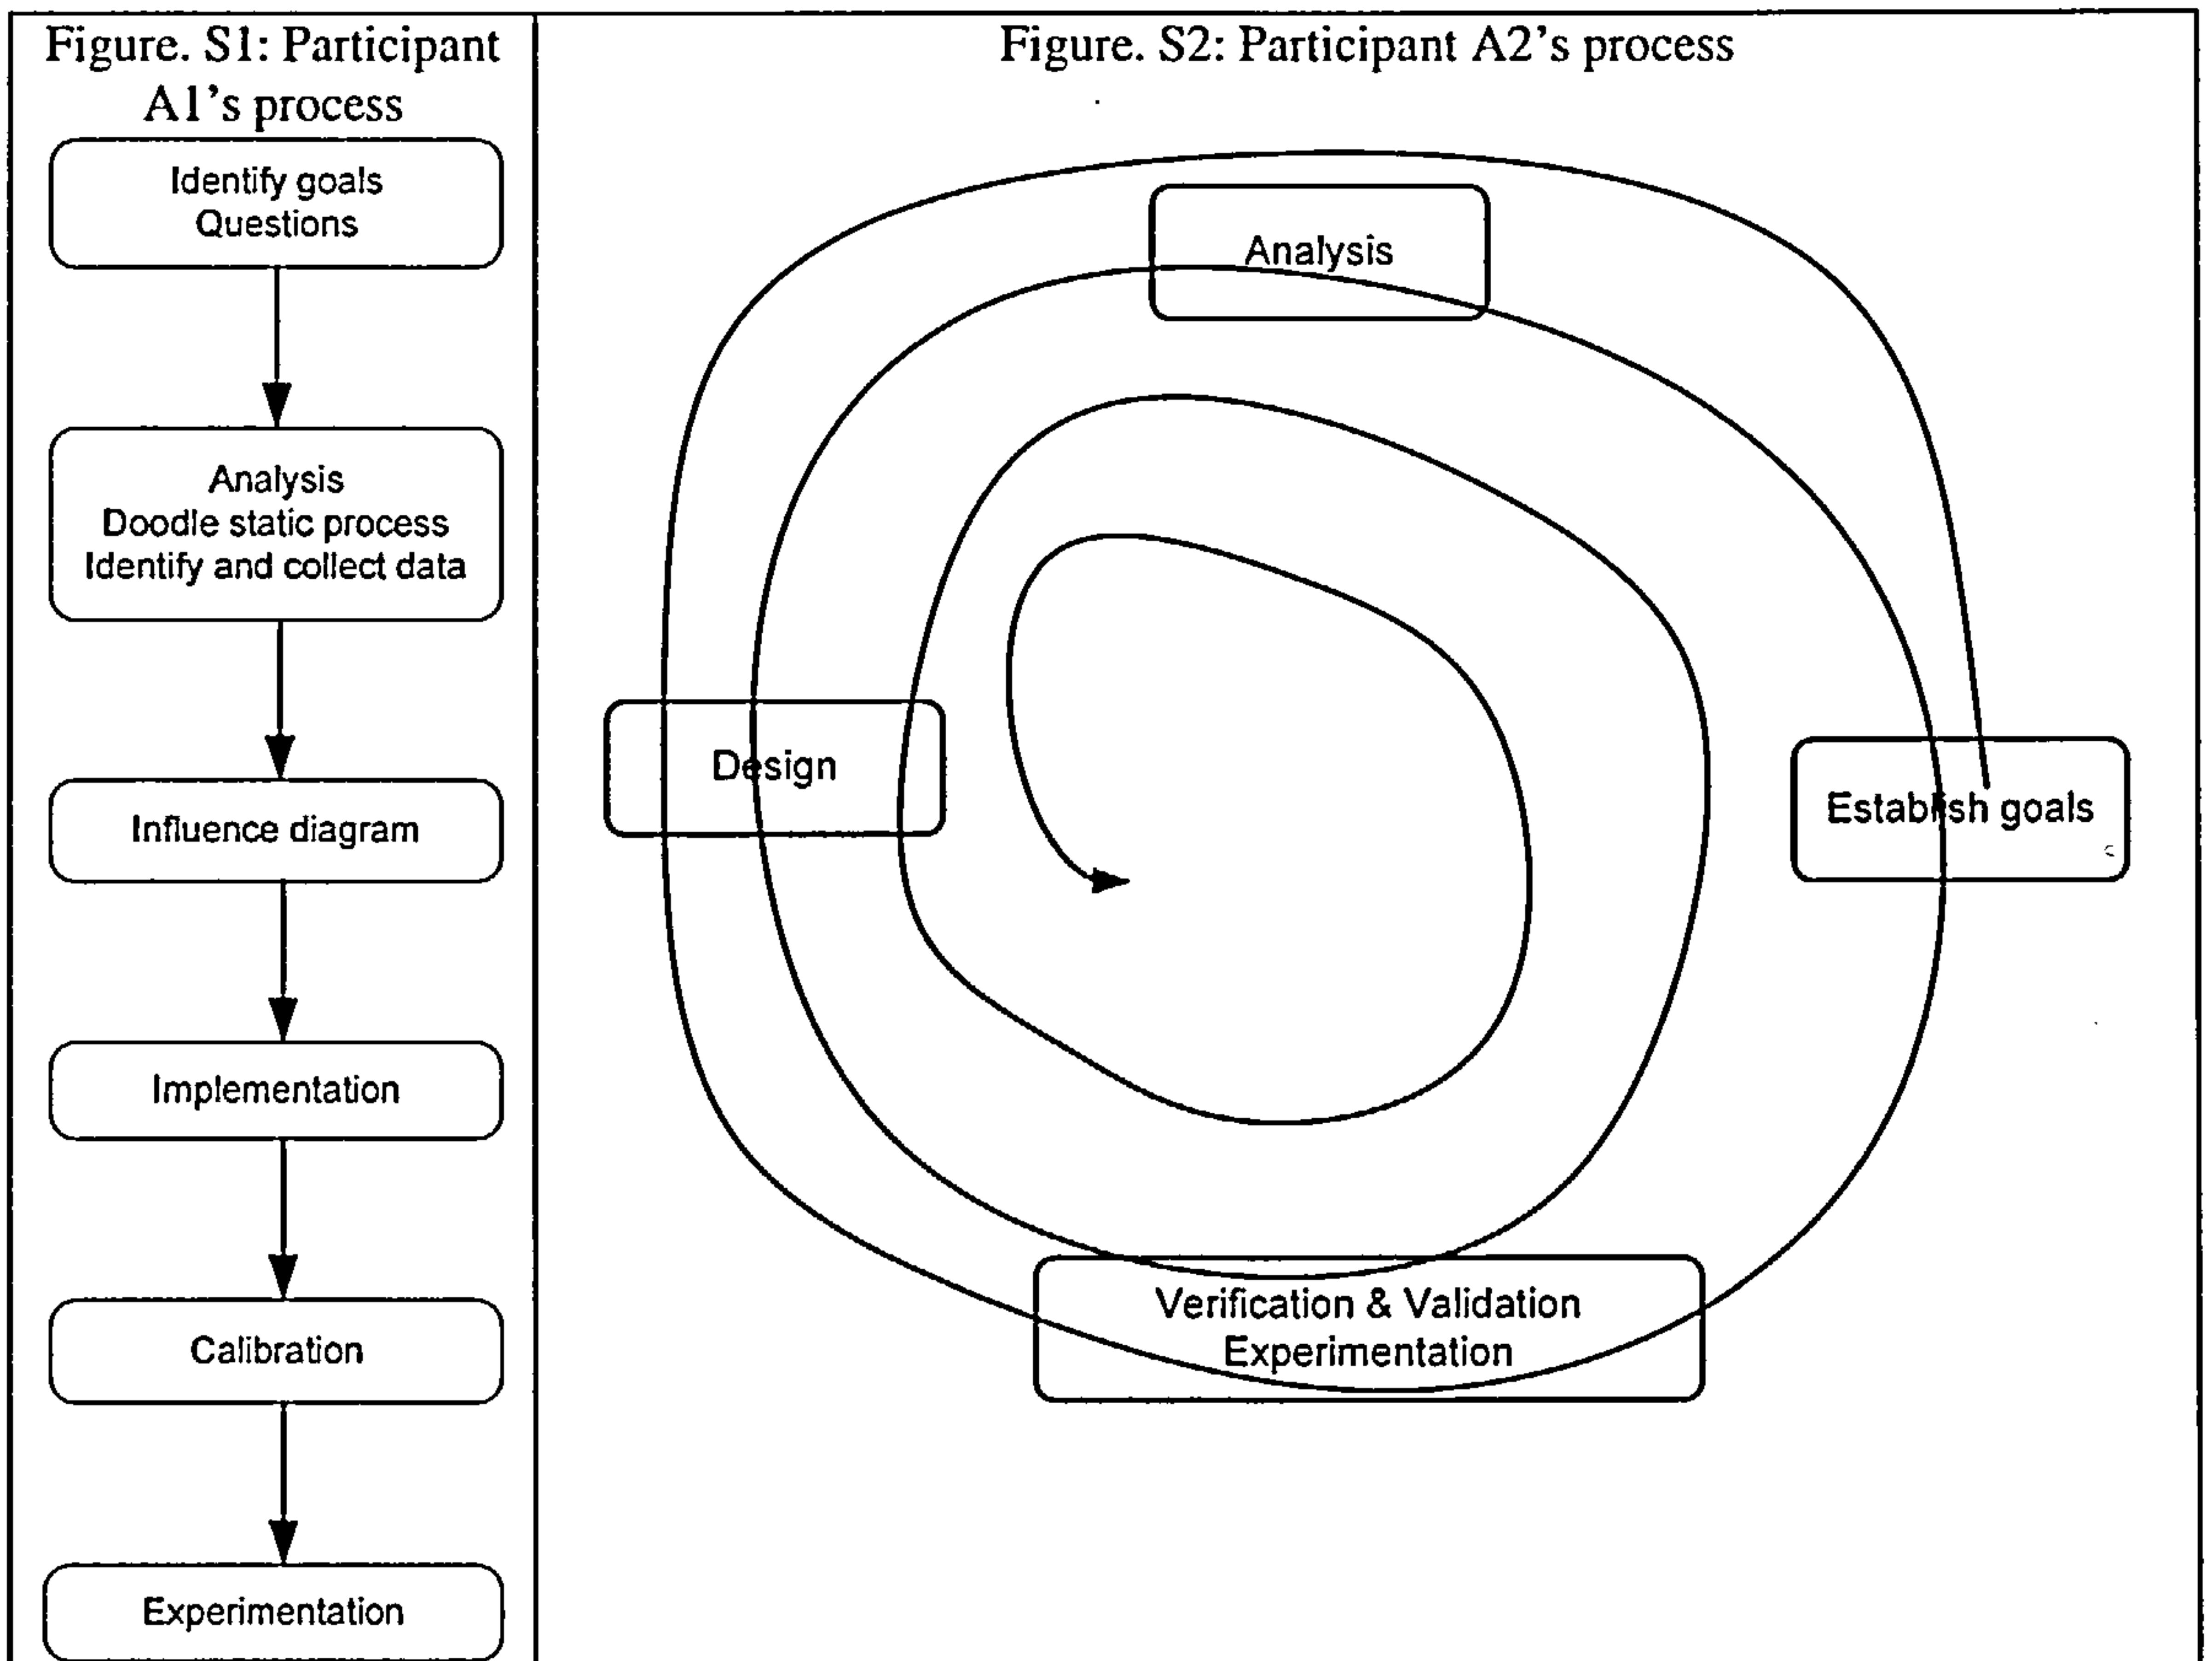 Figure. S1: Participant
A1's process
Identify goals
Questions
Analysis
Doodle static process
Identify and collect data
Influence diagram
Implementation
Calibration
Experimentation
Figure. S2: Participant A2's process
Analysis
Design
Establish goals
Verification & Validation
Experimentation